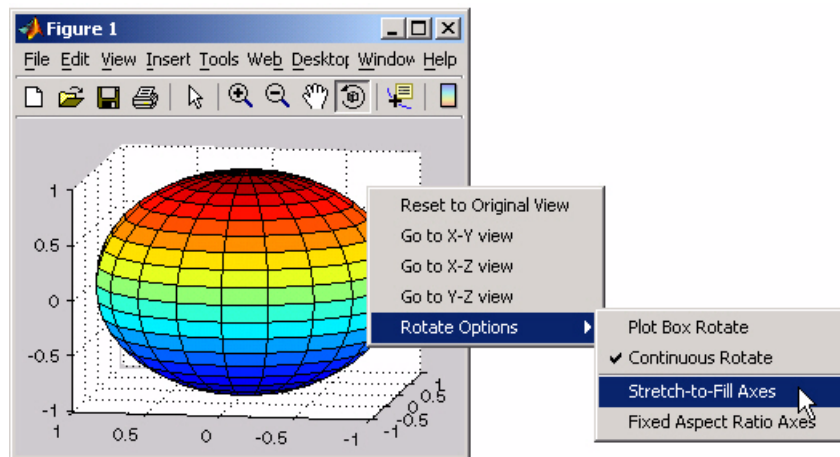 Figure 1
File Edit View Insert Tools Web Desktop Window Help
1
0.5
0
-0.5
-1
1 0.5 0 -0.5 -1
-1 -0.5 0 0.5 1
Reset to Original View
Go to X-Y view
Go to X-Z view
Go to Y-Z view
Rotate Options
Plot Box Rotate
Continuous Rotate
Stretch-to-Fill Axes
Fixed Aspect Ratio Axes